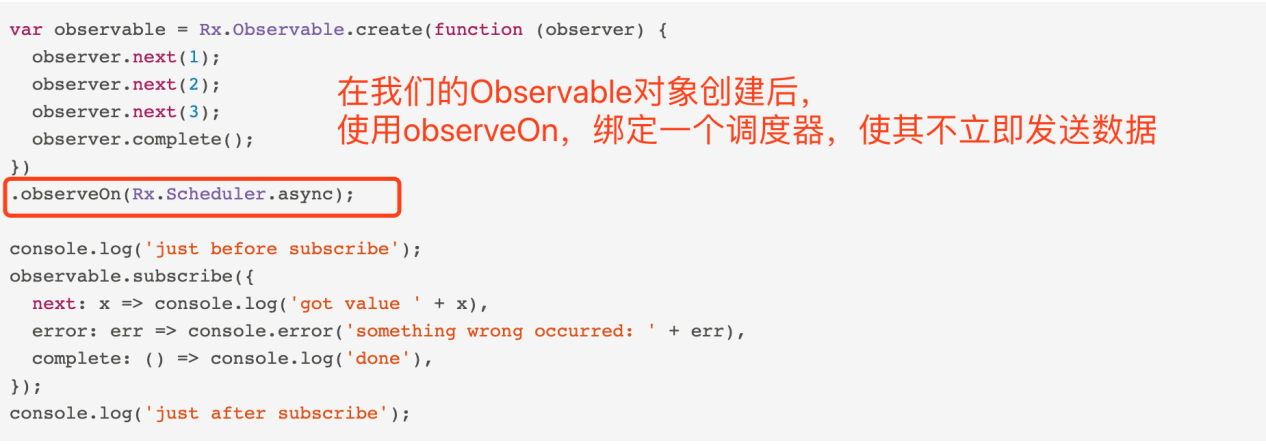 var observable = Rx.Observable.create(function (observer) {
  observer.next(1);
  observer.next(2);
  observer.next(3);
  observer.complete();
})
在我们的Observable对象创建后，
使用observeOn，绑定一个调度器，使其不立即发送数据
.observeOn(Rx.Scheduler.async);
console.log('just before subscribe');
observable.subscribe({
  next: x => console.log('got value ' + x),
  error: err => console.error('something wrong occurred: ' + err),
  complete: () => console.log('done'),
});
console.log('just after subscribe');